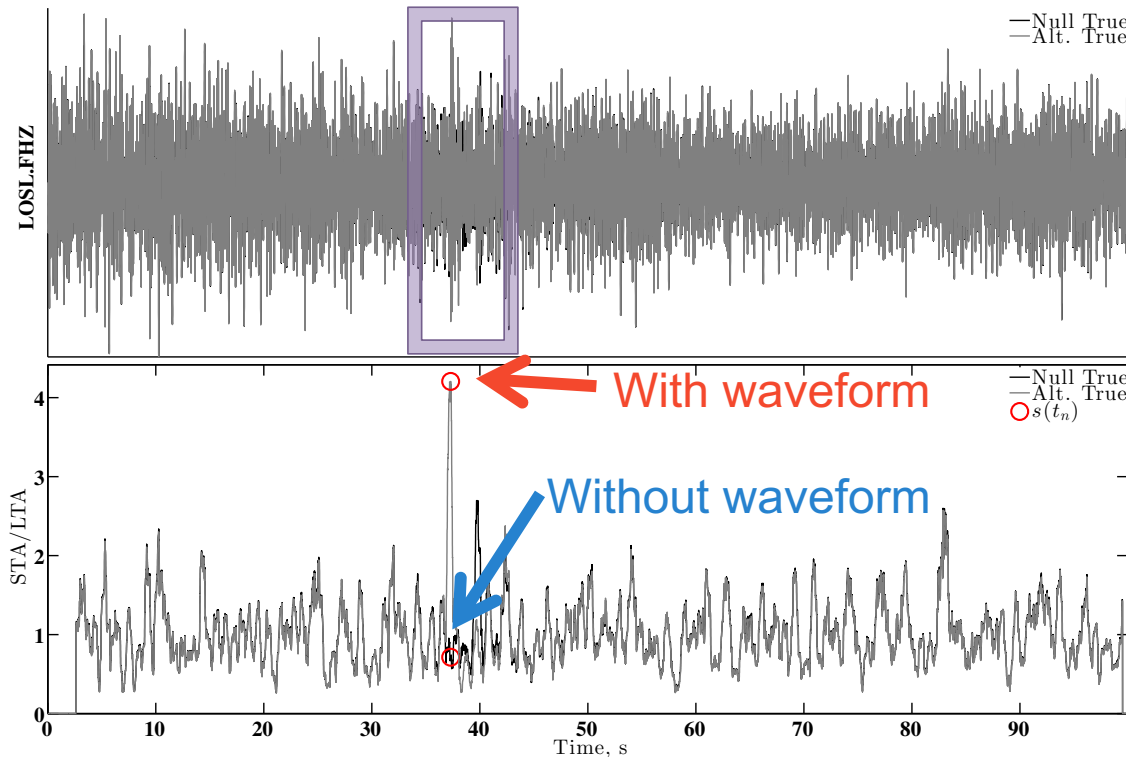 Null True
Alt. True
LOSL.FHZ
Null True
Alt. True
s(t_n)
With waveform
Without waveform
4
3
2
1
0
STA/LTA
0 10 20 30 40 50 60 70 80 90
Time, s